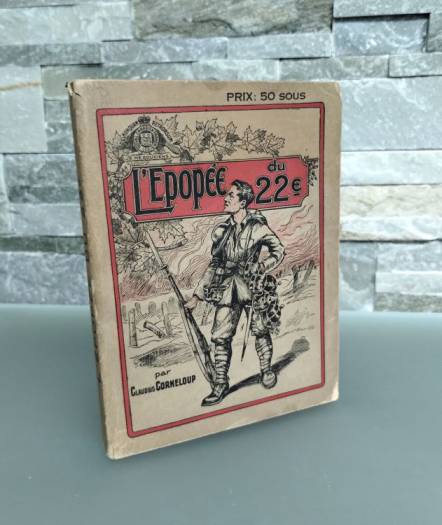 PRIX: 50 SOUS
L'EPOPÉE du
22e
par
CLAUDIUS CORNELOUP